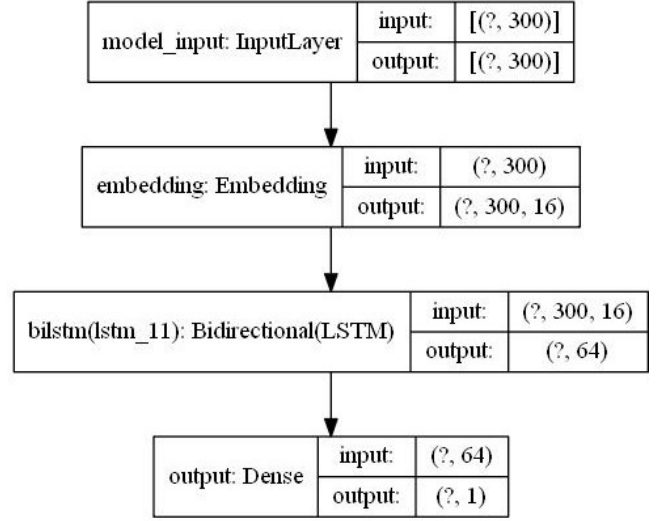 model_input: InputLayer
input: [(?, 300)]
output: [(?, 300)]
embedding: Embedding
input: (?, 300)
output: (?, 300, 16)
bilstm(lstm_11): Bidirectional(LSTM)
input: (?, 300, 16)
output: (?, 64)
output: Dense
input: (?, 64)
output: (?, 1)